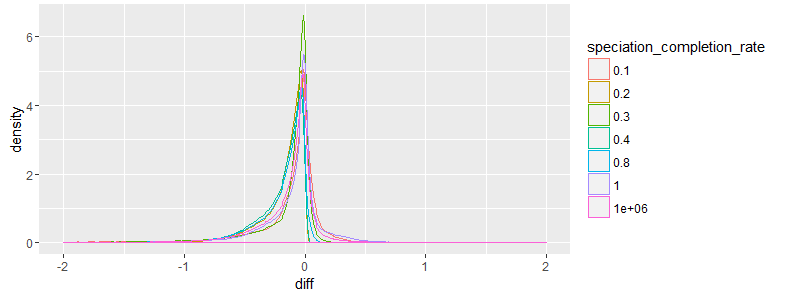 6
4
2
0
density
-2 -1 0 1 2
diff
speciation_completion_rate
0.1
0.2
0.3
0.4
0.8
1
1e+06